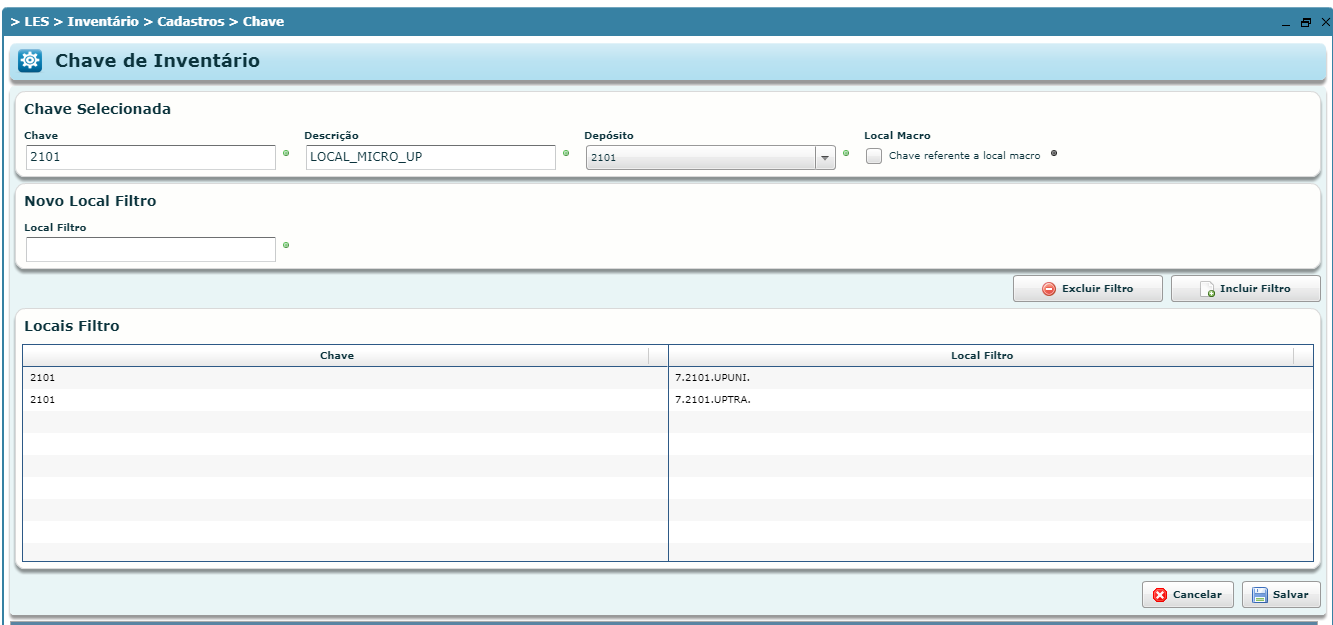 > LES > Inventário > Cadastros > Chave
Chave de Inventário
Chave Selecionada
Chave Descrição Depósito Local Macro
2101 LOCAL_MICRO_UP 2101 Chave referente a local macro
Novo Local Filtro
Local Filtro
Excluir Filtro Incluir Filtro
Locais Filtro
Chave Local Filtro
2101 7.2101.UPUNI.
2101 7.2101.UPTRA.
Cancelar Salvar